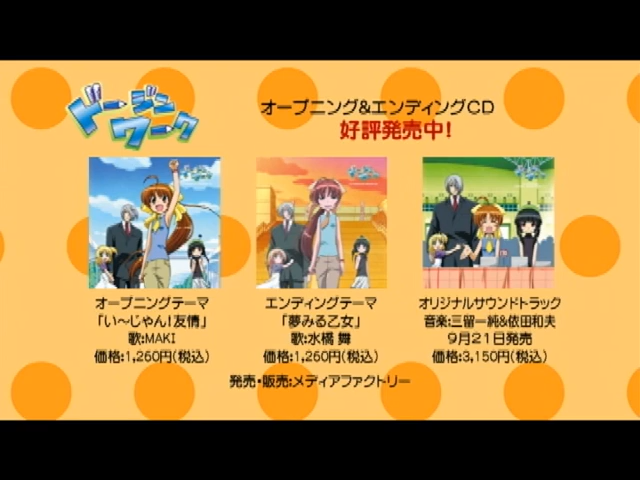 ドージンワーク
オープニング&エンディングCD
好評発売中!
オープニングテーマ
「い〜じゃん!友情」
歌:MAKI
価格:1,260円(税込)
エンディングテーマ
「夢みる乙女」
歌:水橋 舞
価格:1,260円(税込)
オリジナルサウンドトラック
音楽:三留一純&依田和夫
9月21日発売
価格:3,150円(税込)
発売・販売:メディアファクトリー